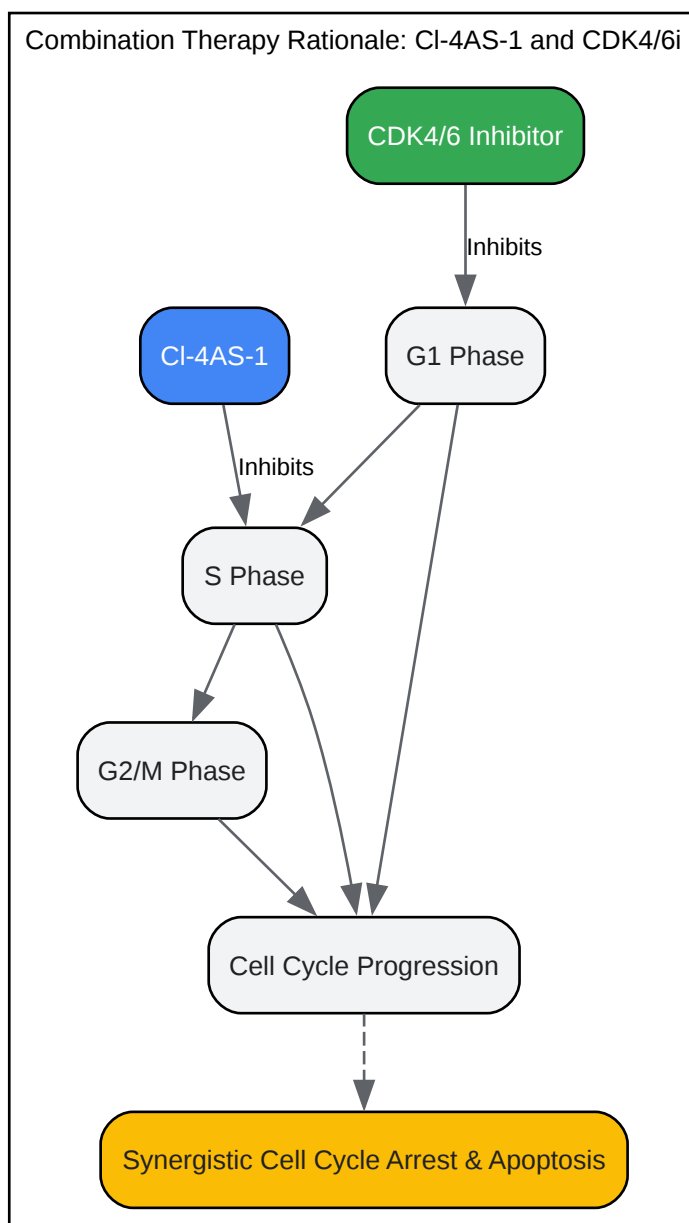 Combination Therapy Rationale: Cl-4AS-1 and CDK4/6i
CDK4/6 Inhibitor
Inhibits
Cl-4AS-1
G1 Phase
Inhibits
S Phase
G2/M Phase
Cell Cycle Progression
Synergistic Cell Cycle Arrest & Apoptosis